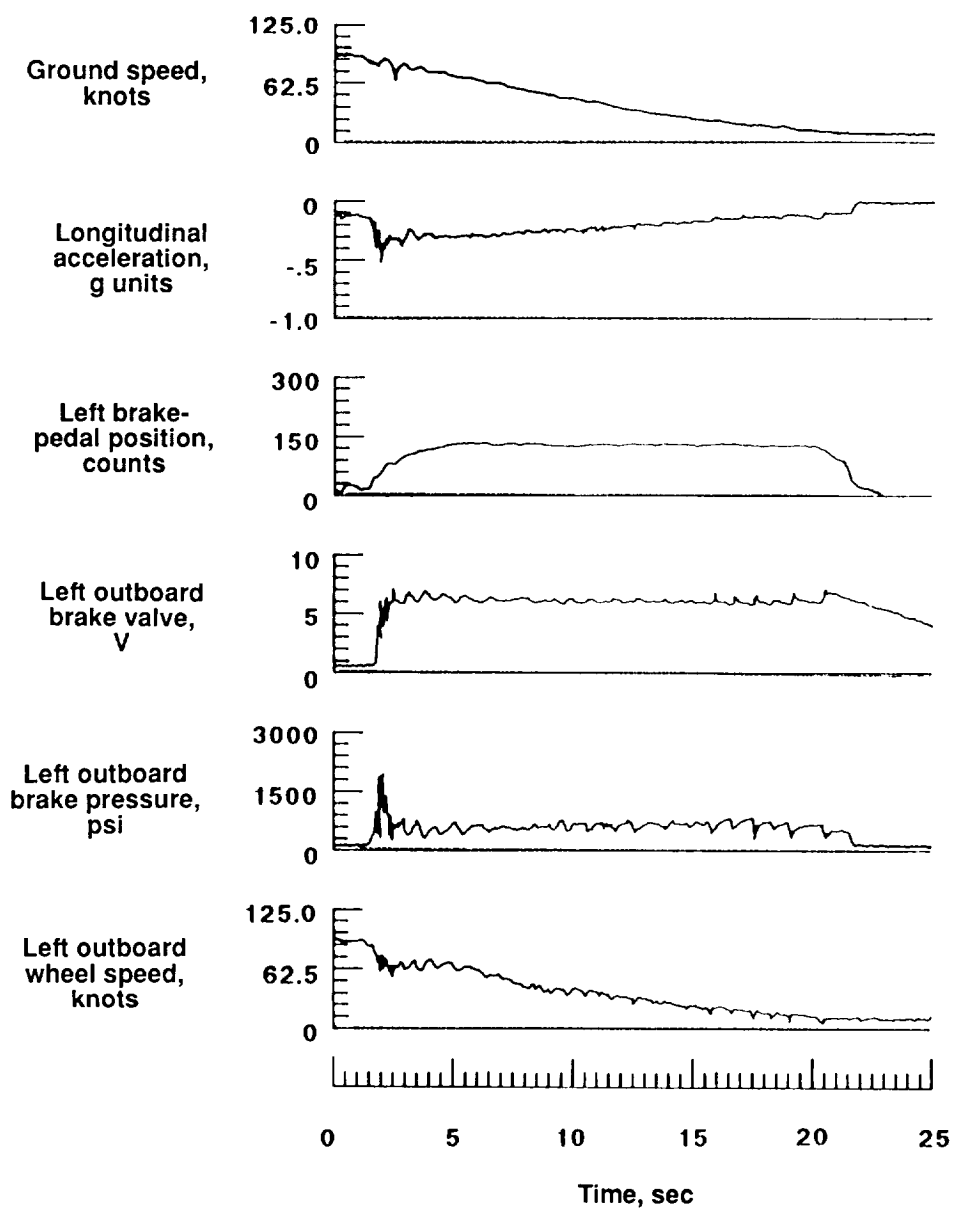 Ground speed,
knots
125.0
62.5
0
Longitudinal
acceleration,
g units
0
-.5
-1.0
Left brake-
pedal position,
counts
300
150
0
Left outboard
brake valve,
V
10
5
0
Left outboard
brake pressure,
psi
3000
1500
0
Left outboard
wheel speed,
knots
125.0
62.5
0
0 5 10 15 20 25
Time, sec